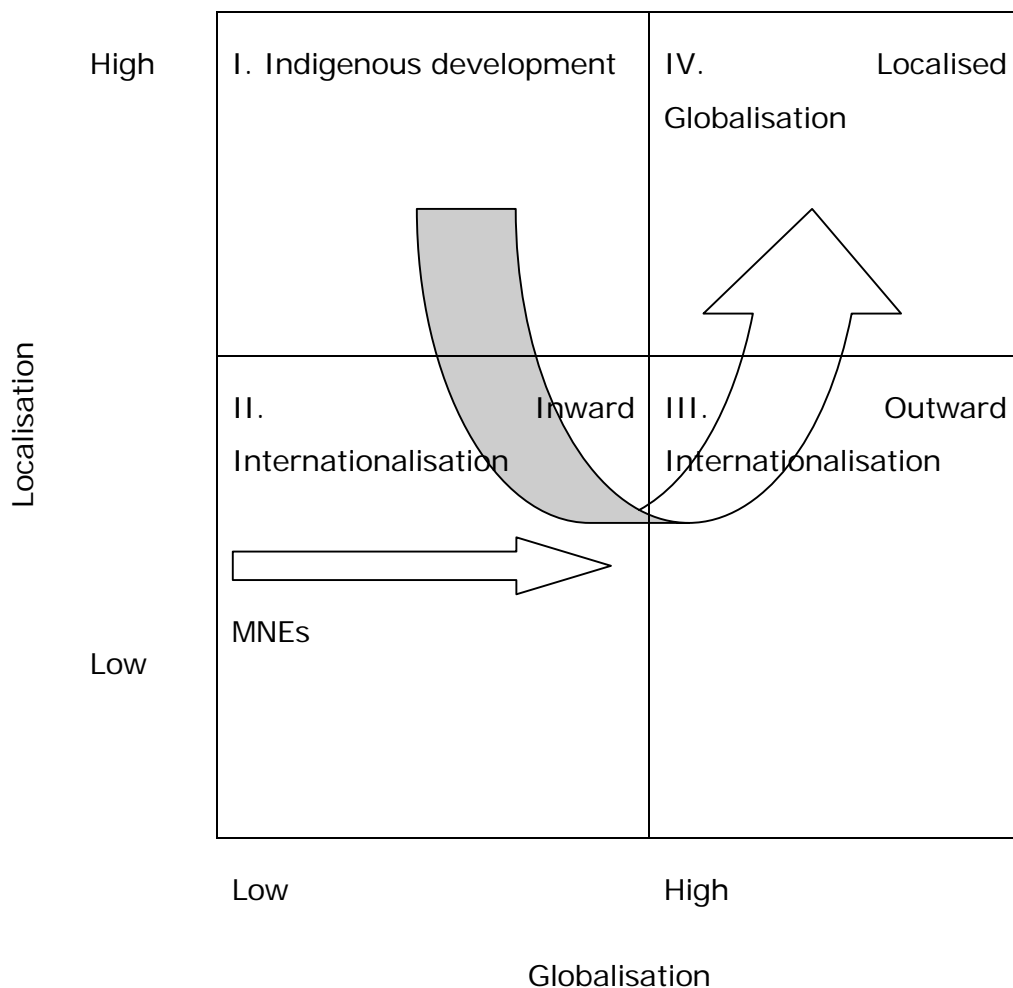 High
I. Indigenous development
IV. Localised
Globalisation
Localisation
II. Inward
Internationalisation
III. Outward
Internationalisation
MNEs
Low
Low
High
Globalisation